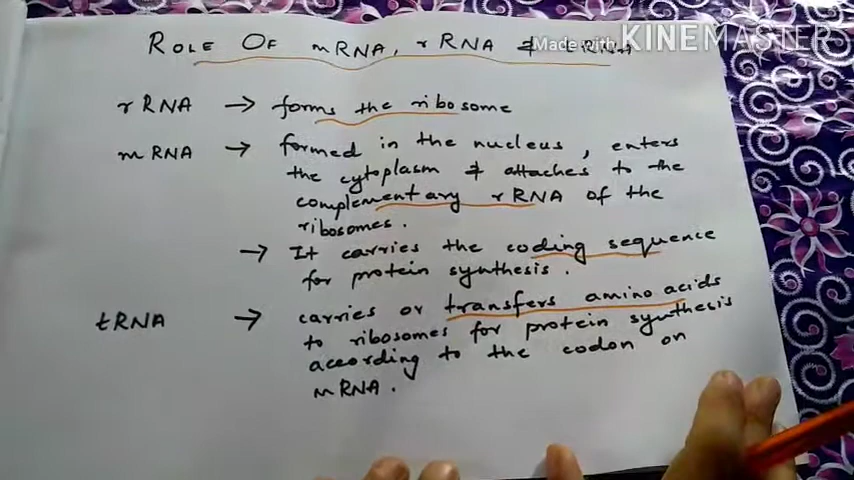 ROLE OF mRNA, rRNA & tRNA
Made with KINEMASTER
rRNA → forms the ribosome
mRNA → formed in the nucleus, enters
the cytoplasm & attaches to the
complementary rRNA of the
ribosomes.
→ It carries the coding sequence
for protein synthesis.
tRNA → carries or transfers amino acids
to ribosomes for protein synthesis
according to the codon on
mRNA.